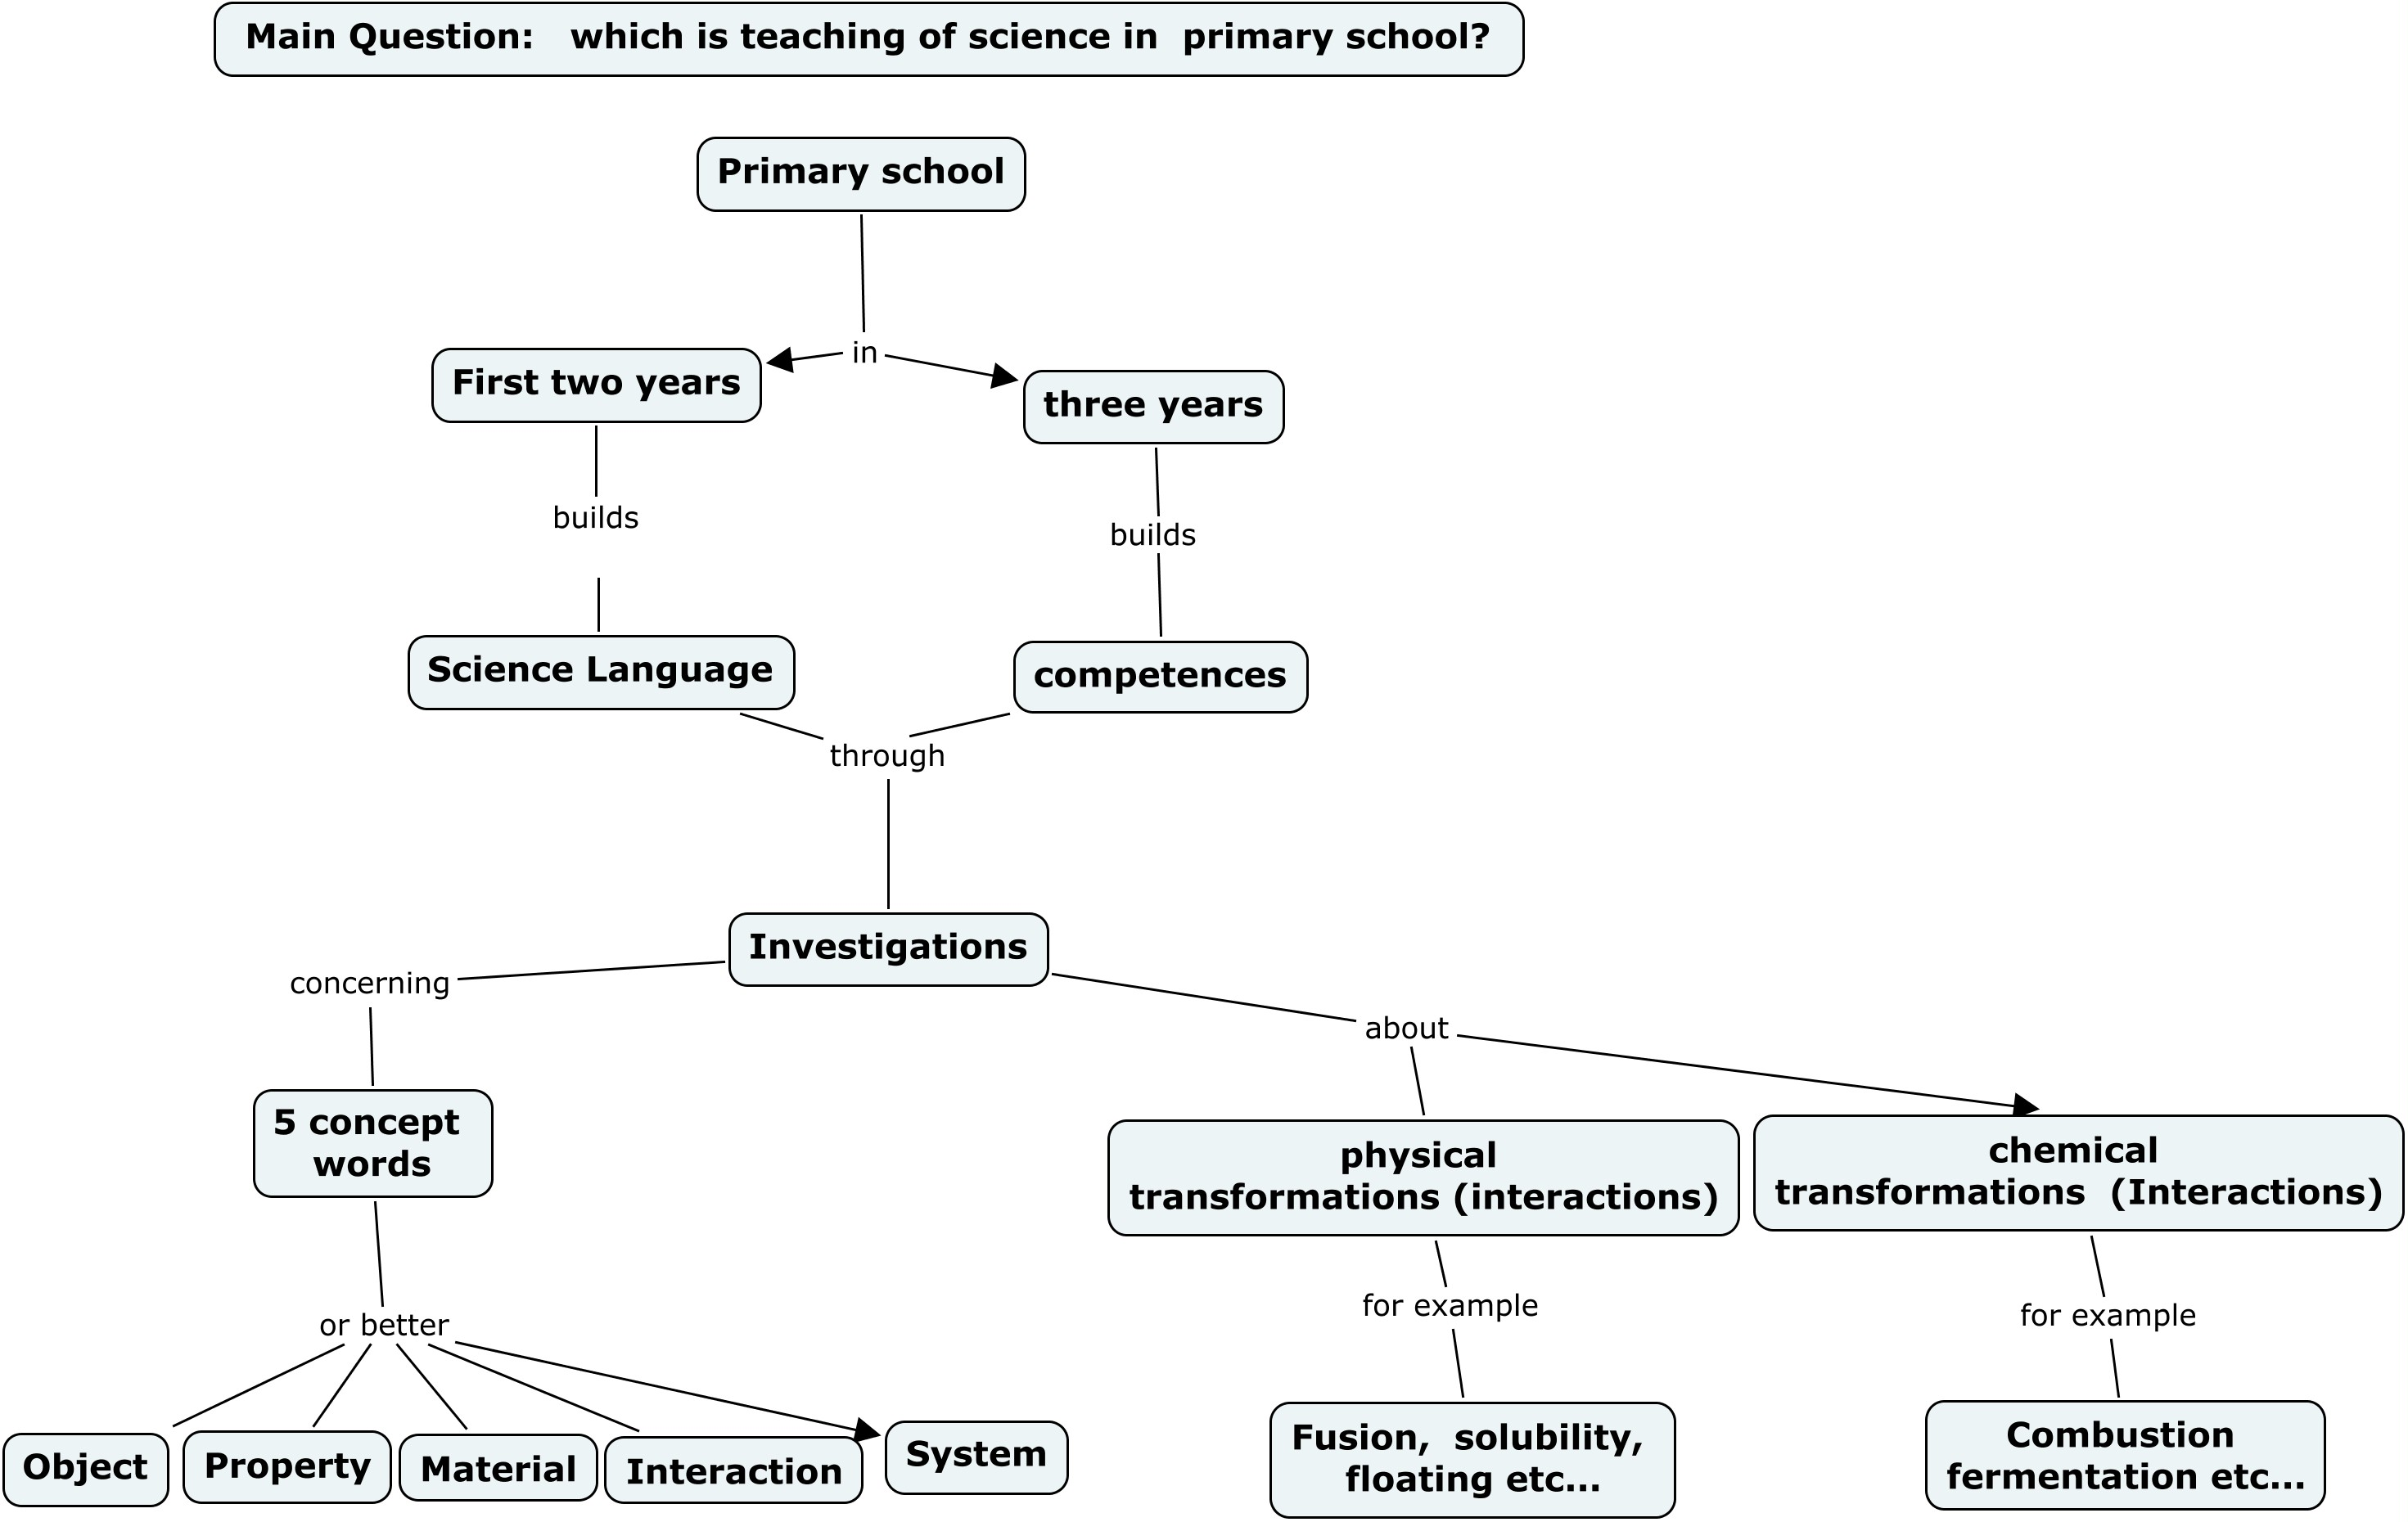 Main Question:   which is teaching of science in  primary school?
Primary school
in
First two years
three years
builds
builds
Science Language
competences
through
Investigations
concerning
about
5 concept
words
physical
transformations (interactions)
chemical
transformations  (Interactions)
or better
for example
for example
Object
Property
Material
Interaction
System
Fusion,  solubility,
floating etc...
Combustion
fermentation etc...